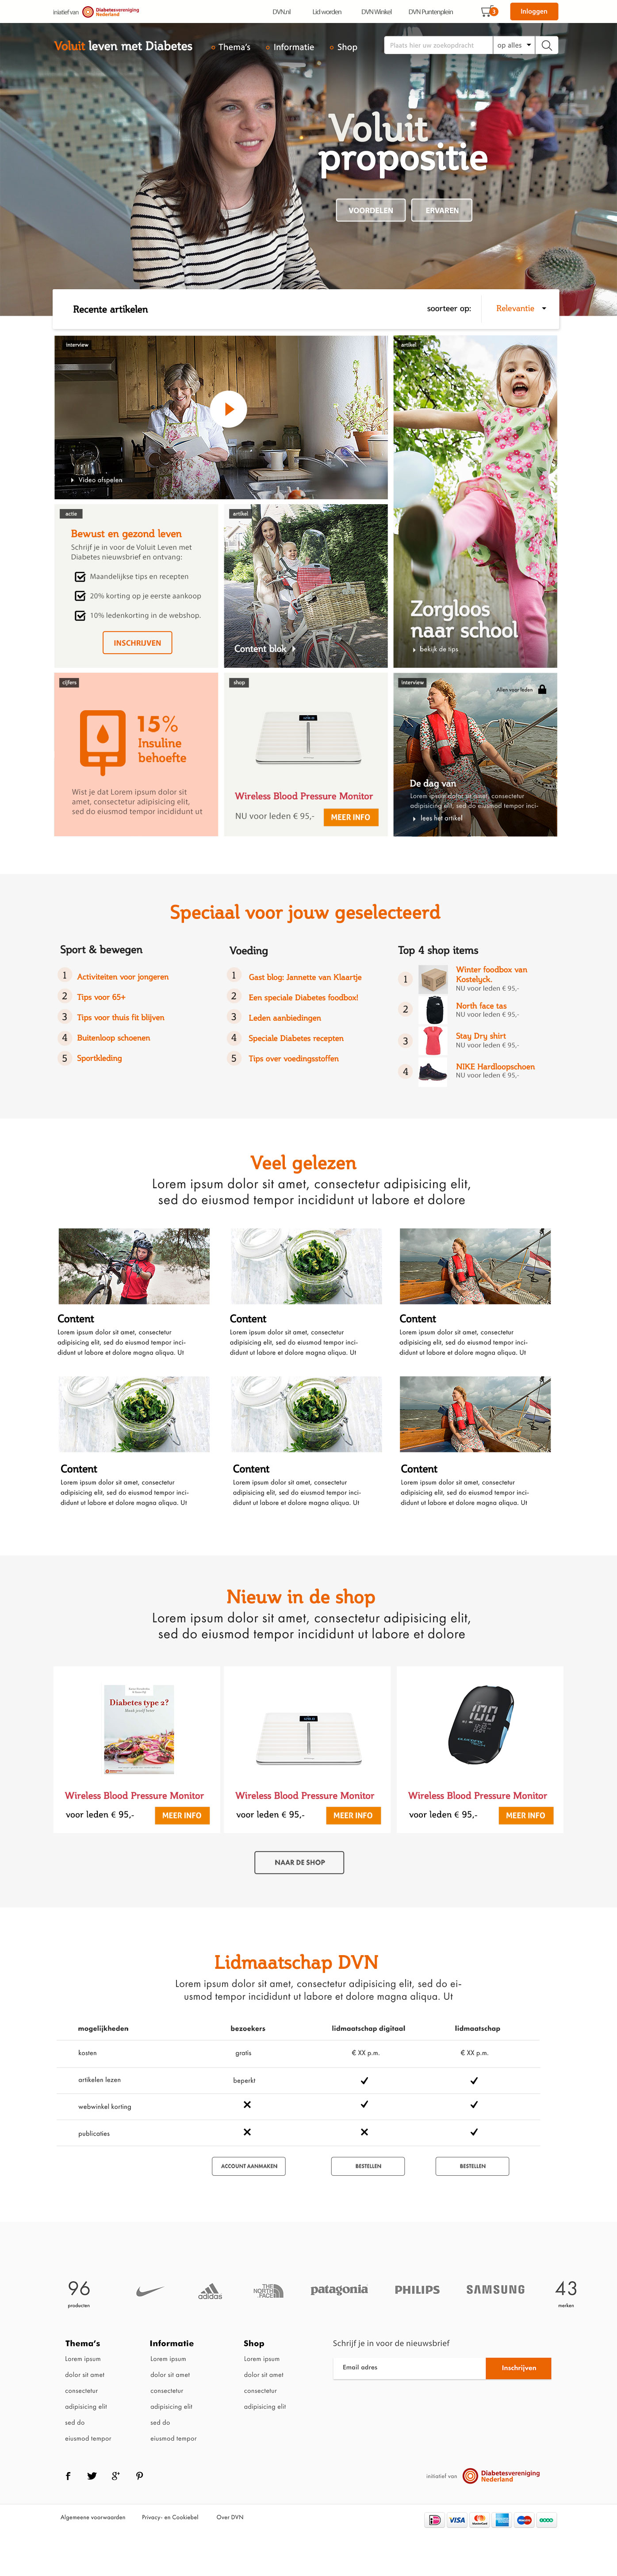 iniatief van Diabetesvereniging Nederland DVN.nl Lid worden DVN Winkel DVN Puntenplein 3 Inloggen
Voluit leven met Diabetes Thema's Informatie Shop Plaats hier uw zoekopdracht op alles
Voluit
propositie
VOORDELEN ERVAREN
Recente artikelen soorteer op: Relevantie
interview
Video afspelen
artikel
Zorgloos
naar school
bekijk de tips
actie
Bewust en gezond leven
Schrijf je in voor de Voluit Leven met
Diabetes nieuwsbrief en ontvang:
Maandelijkse tips en recepten
20% korting op je eerste aankoop
10% ledenkorting in de webshop.
INSCHRIJVEN
artikel
Content blok
cijfers
15%
Insuline
behoefte
Wist je dat Lorem ipsum dolor sit
amet, consectetur adipisicing elit,
sed do eiusmod tempor incididunt ut
shop
Wireless Blood Pressure Monitor
NU voor leden € 95,- MEER INFO
interview
Allen voor leden
De dag van
Lorem ipsum dolor sit amet, consectetur
adipisicing elit, sed do eiusmod tempor inci-
lees het artikel
Speciaal voor jouw geselecteerd
Sport & bewegen
1 Activiteiten voor jongeren
2 Tips voor 65+
3 Tips voor thuis fit blijven
4 Buitenloop schoenen
5 Sportkleding
Voeding
1 Gast blog: Jannette van Klaartje
2 Een speciale Diabetes foodbox!
3 Leden aanbiedingen
4 Speciale Diabetes recepten
5 Tips over voedingsstoffen
Top 4 shop items
1 Winter foodbox van
Kostelyck.
NU voor leden € 95,-
2 North face tas
NU voor leden € 95,-
3 Stay Dry shirt
NU voor leden € 95,-
4 NIKE Hardloopschoen
NU voor leden € 95,-
Veel gelezen
Lorem ipsum dolor sit amet, consectetur adipisicing elit,
sed do eiusmod tempor incididunt ut labore et dolore
Content
Lorem ipsum dolor sit amet, consectetur
adipisicing elit, sed do eiusmod tempor inci-
didunt ut labore et dolore magna aliqua. Ut
Content
Lorem ipsum dolor sit amet, consectetur
adipisicing elit, sed do eiusmod tempor inci-
didunt ut labore et dolore magna aliqua. Ut
Content
Lorem ipsum dolor sit amet, consectetur
adipisicing elit, sed do eiusmod tempor inci-
didunt ut labore et dolore magna aliqua. Ut
Content
Lorem ipsum dolor sit amet, consectetur
adipisicing elit, sed do eiusmod tempor inci-
didunt ut labore et dolore magna aliqua. Ut
Content
Lorem ipsum dolor sit amet, consectetur
adipisicing elit, sed do eiusmod tempor inci-
didunt ut labore et dolore magna aliqua. Ut
Content
Lorem ipsum dolor sit amet, consectetur
adipisicing elit, sed do eiusmod tempor inci-
didunt ut labore et dolore magna aliqua. Ut
Nieuw in de shop
Lorem ipsum dolor sit amet, consectetur adipisicing elit,
sed do eiusmod tempor incididunt ut labore et dolore
Diabetes type 2?
Maak jezelf beter
Wireless Blood Pressure Monitor
voor leden € 95,- MEER INFO
Wireless Blood Pressure Monitor
voor leden € 95,- MEER INFO
100
Wireless Blood Pressure Monitor
voor leden € 95,- MEER INFO
NAAR DE SHOP
Lidmaatschap DVN
Lorem ipsum dolor sit amet, consectetur adipisicing elit, sed do ei-
usmod tempor incididunt ut labore et dolore magna aliqua. Ut
mogelijkheden bezoekers lidmaatschap digitaal lidmaatschap
kosten gratis € XX p.m. € XX p.m.
artikelen lezen beperkt
webwinkel korting
publicaties
ACCOUNT AANMAKEN BESTELLEN BESTELLEN
96
producten
adidas
THE
NORTH
FACE
patagonia
PHILIPS
SAMSUNG
43
merken
Thema's
Lorem ipsum
dolor sit amet
consectetur
adipisicing elit
sed do
eiusmod tempor
Informatie
Lorem ipsum
dolor sit amet
consectetur
adipisicing elit
sed do
eiusmod tempor
Shop
Lorem ipsum
dolor sit amet
consectetur
adipisicing elit
Schrijf je in voor de nieuwsbrief
Email adres Inschrijven
initiatief van Diabetesvereniging
Nederland
Algemeene voorwaarden Privacy- en Cookiebel Over DVN
VISA